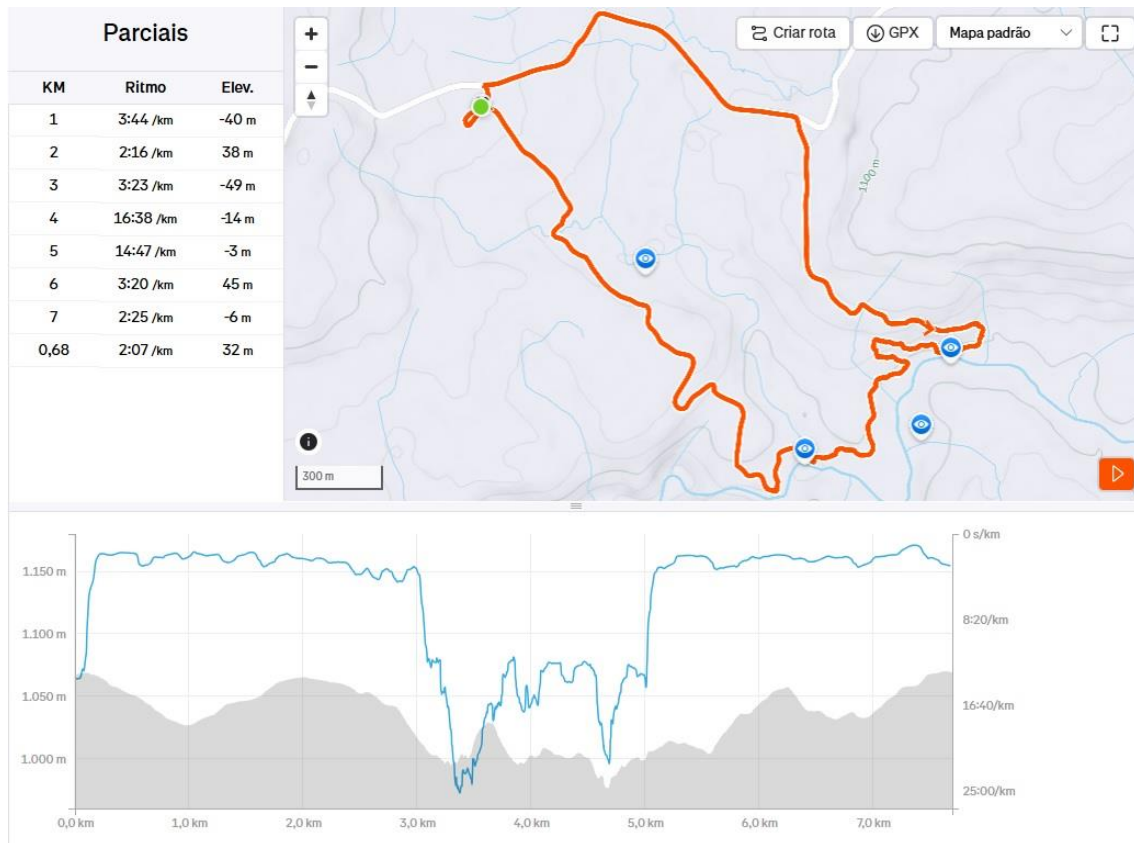 Parciais
KM Ritmo Elev.
1 3:44 /km -40 m
2 2:16 /km 38 m
3 3:23 /km -49 m
4 16:38 /km -14 m
5 14:47 /km -3 m
6 3:20 /km 45 m
7 2:25 /km -6 m
0,68 2:07 /km 32 m
+
−
Criar rota
GPX
Mapa padrão
1100 m
i
300 m
1.150 m
1.100 m
1.050 m
1.000 m
0 s/km
8:20/km
16:40/km
25:00/km
0,0 km 1,0 km 2,0 km 3,0 km 4,0 km 5,0 km 6,0 km 7,0 km